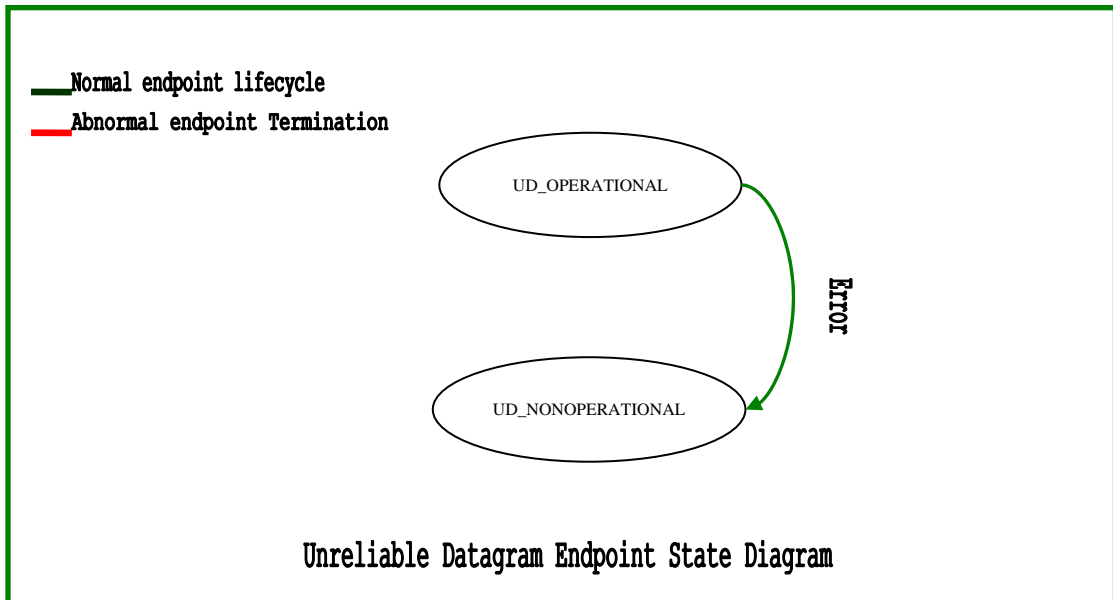 Normal endpoint lifecycle
Abnormal endpoint Termination
UD_OPERATIONAL
Error
UD_NONOPERATIONAL
Unreliable Datagram Endpoint State Diagram